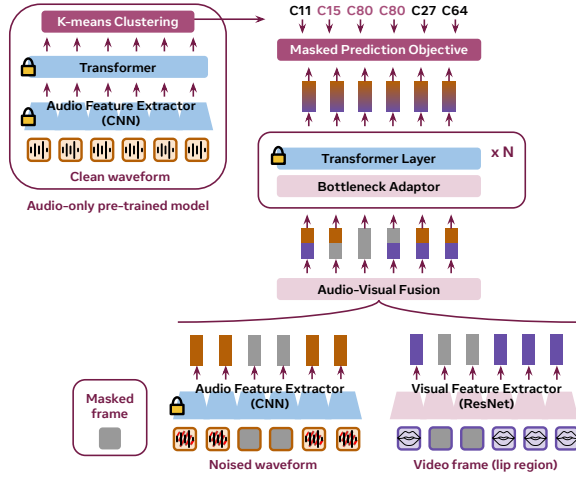 K-means Clustering
Transformer
Audio Feature Extractor
(CNN)
Clean waveform
Audio-only pre-trained model
C11 C15 C80 C80 C27 C64
Masked Prediction Objective
Transformer Layer
x N
Bottleneck Adaptor
Audio-Visual Fusion
Masked
frame
Audio Feature Extractor
(CNN)
Noised waveform
Visual Feature Extractor
(ResNet)
Video frame (lip region)